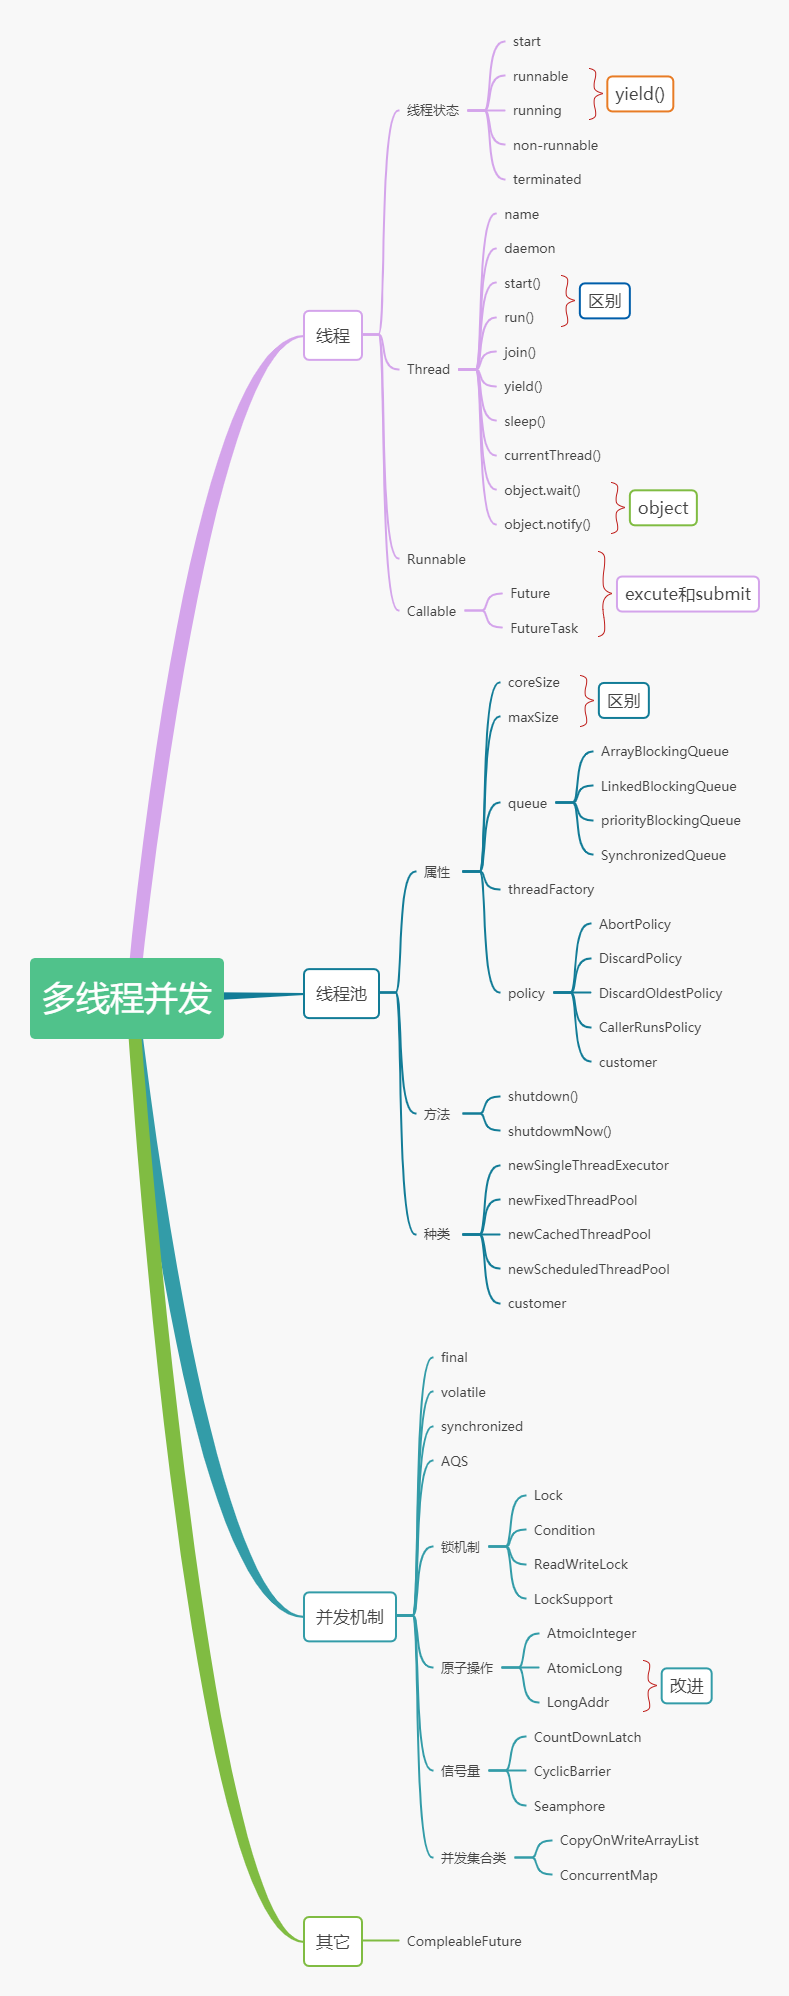 多线程并发
线程
线程状态
start
runnable
running
yield()
non-runnable
terminated
Thread
name
daemon
start()
run()
区别
join()
yield()
sleep()
currentThread()
object.wait()
object.notify()
object
Runnable
Callable
Future
FutureTask
excute和submit
线程池
属性
coreSize
maxSize
区别
queue
ArrayBlockingQueue
LinkedBlockingQueue
priorityBlockingQueue
SynchronizedQueue
threadFactory
policy
AbortPolicy
DiscardPolicy
DiscardOldestPolicy
CallerRunsPolicy
customer
方法
shutdown()
shutdowmNow()
种类
newSingleThreadExecutor
newFixedThreadPool
newCachedThreadPool
newScheduledThreadPool
customer
并发机制
final
volatile
synchronized
AQS
锁机制
Lock
Condition
ReadWriteLock
LockSupport
原子操作
AtmoicInteger
AtomicLong
LongAddr
改进
信号量
CountDownLatch
CyclicBarrier
Seamphore
并发集合类
CopyOnWriteArrayList
ConcurrentMap
其它
CompleableFuture